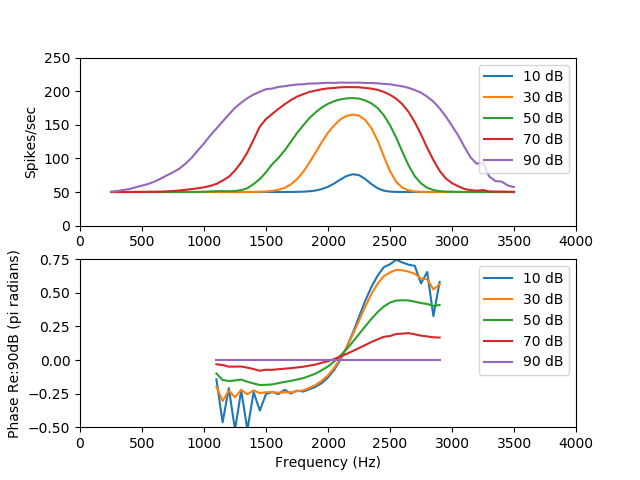 250
200
150
100
50
0
Spikes/sec
10 dB
30 dB
50 dB
70 dB
90 dB
0 500 1000 1500 2000 2500 3000 3500 4000
0.75
0.50
0.25
0.00
−0.25
−0.50
Phase Re:90dB (pi radians)
10 dB
30 dB
50 dB
70 dB
90 dB
0 500 1000 1500 2000 2500 3000 3500 4000
Frequency (Hz)